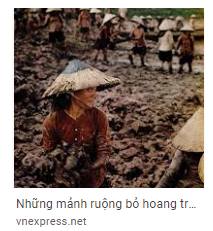 Những mảnh ruộng bỏ hoang tr...
vnexpress.net